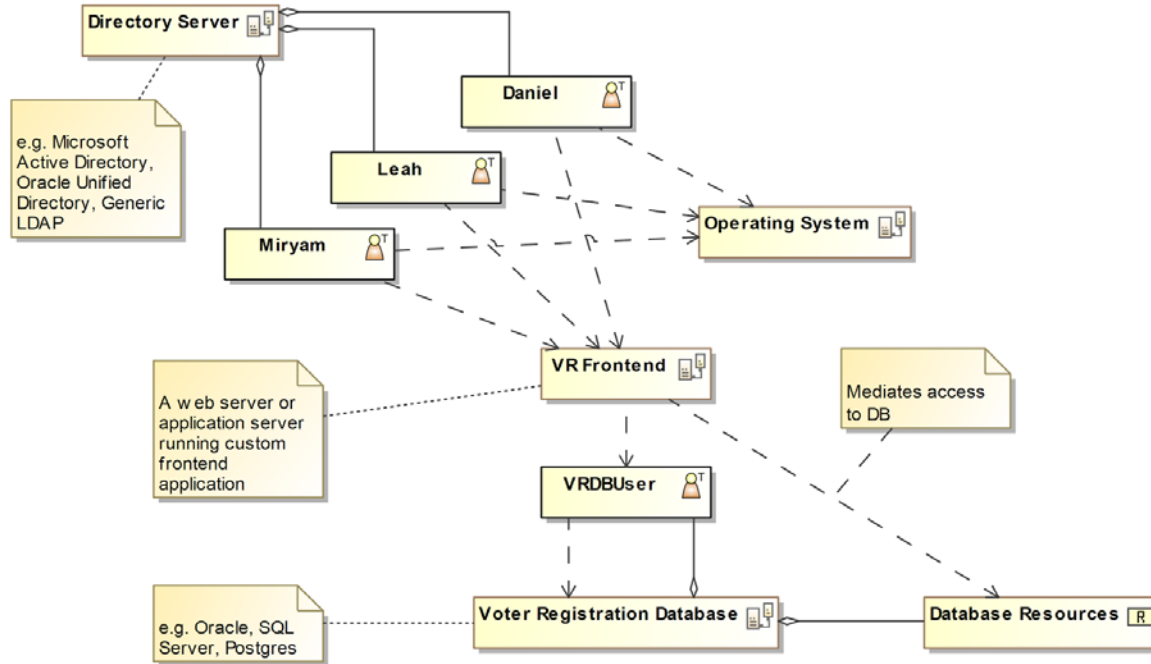 Directory Server
Daniel
T
e.g. Microsoft
Active Directory,
Oracle Unified
Directory, Generic
LDAP
Leah
T
Operating System
Miryam
T
VR Frontend
Mediates access
to DB
A web server or
application server
running custom
frontend
application
VRDBUser
T
Voter Registration Database
Database Resources
R
e.g. Oracle, SQL
Server, Postgres